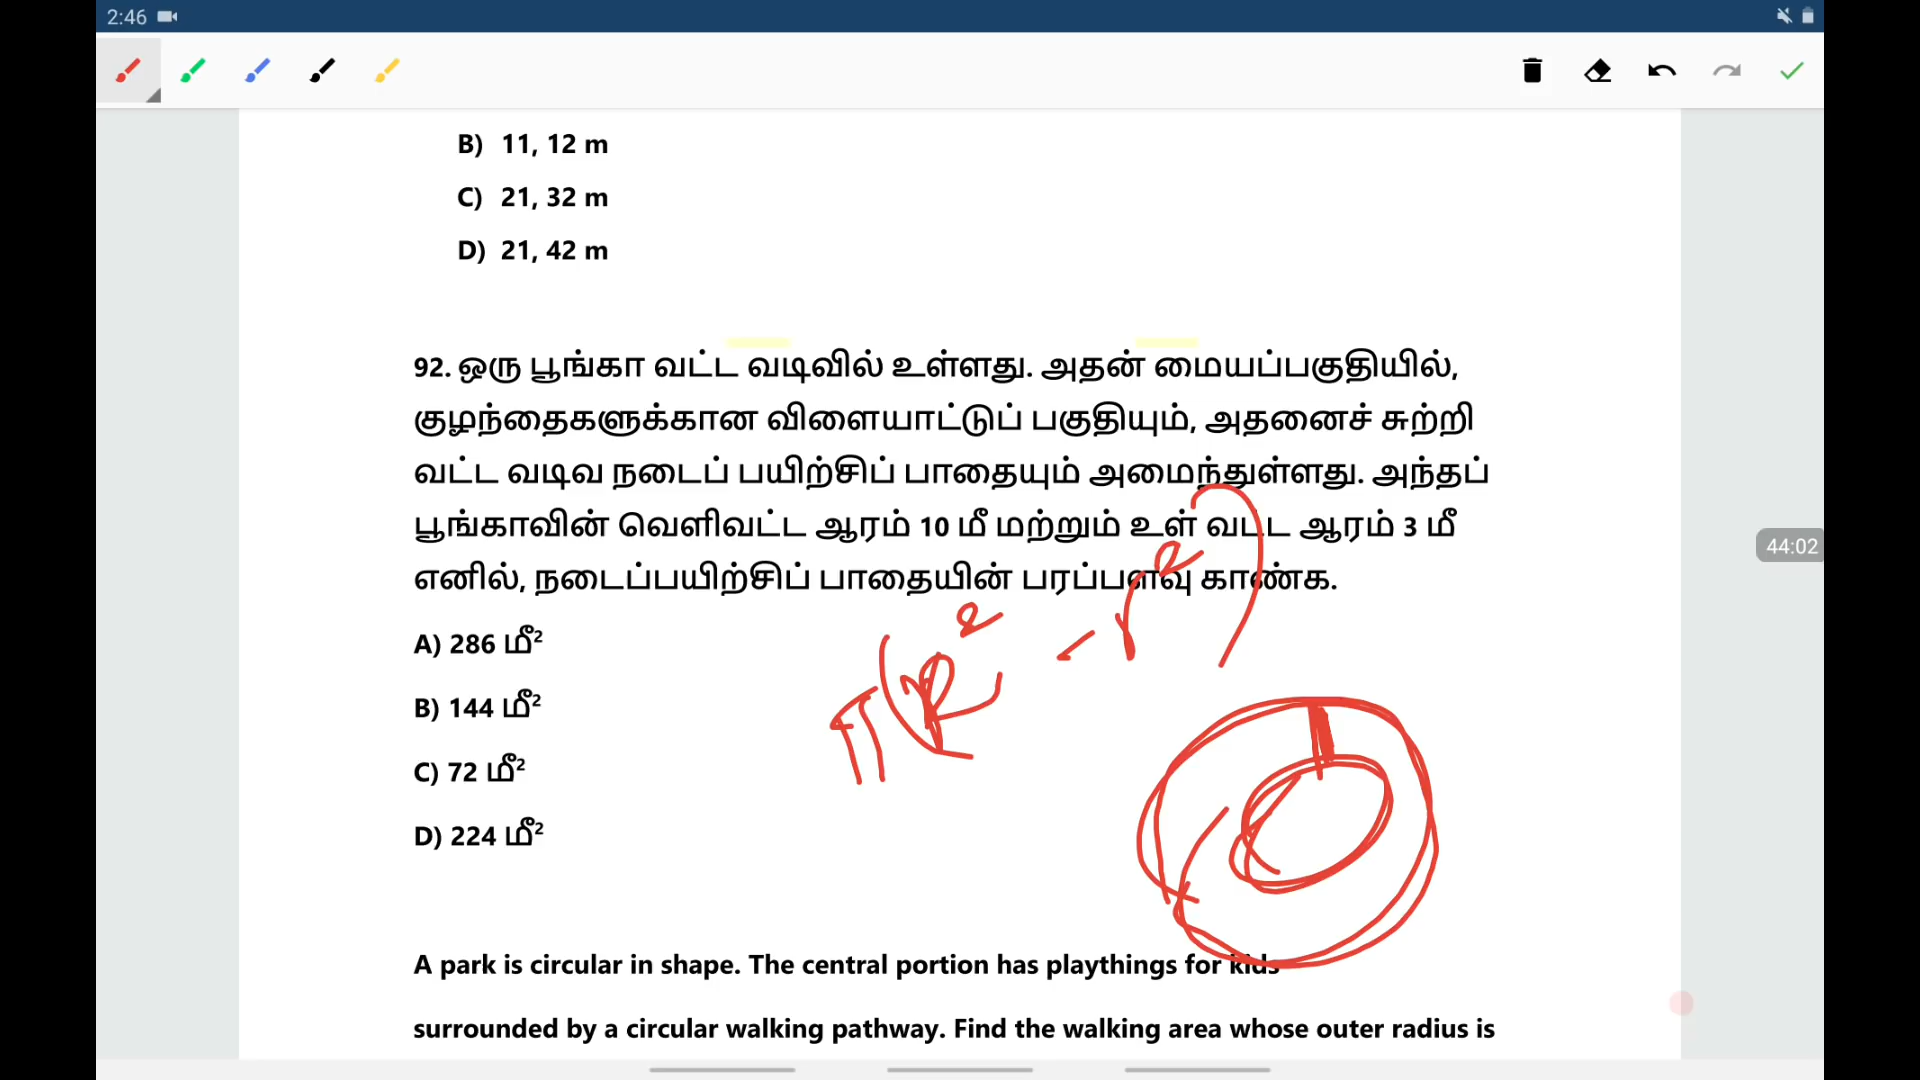 2:46
B) 11, 12 m
C) 21, 32 m
D) 21, 42 m
92. ஒரு பூங்கா வட்ட வடிவில் உள்ளது. அதன் மையப்பகுதியில்,
குழந்தைகளுக்கான விளையாட்டுப் பகுதியும், அதனைச் சுற்றி
வட்ட வடிவ நடைப் பயிற்சிப் பாதையும் அமைந்துள்ளது. அந்தப்
பூங்காவின் வெளிவட்ட ஆரம் 10 மீ மற்றும் உள் வட்ட ஆரம் 3 மீ
எனில், நடைப்பயிற்சிப் பாதையின் பரப்பளவு காண்க.
π(R² - r²)
A) 286 மீ²
B) 144 மீ²
C) 72 மீ²
D) 224 மீ²
A park is circular in shape. The central portion has playthings for kids
surrounded by a circular walking pathway. Find the walking area whose outer radius is
44:02